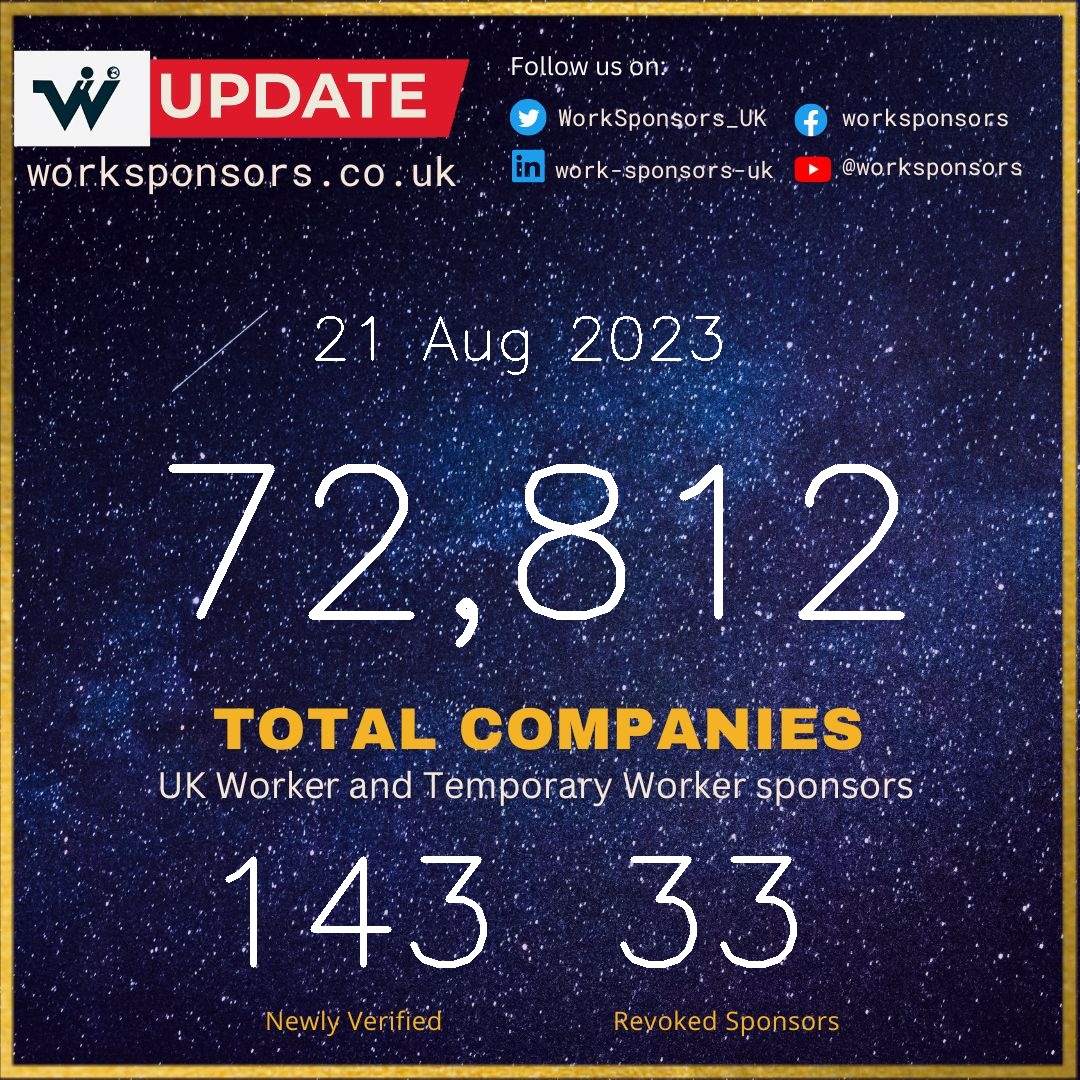 UPDATE
worksponsors.co.uk
Follow us on:
WorkSponsors_UK
worksponsors
work-sponsors-uk
@worksponsors
21 Aug 2023
72,812
TOTAL COMPANIES
UK Worker and Temporary Worker sponsors
143 33
Newly Verified Revoked Sponsors